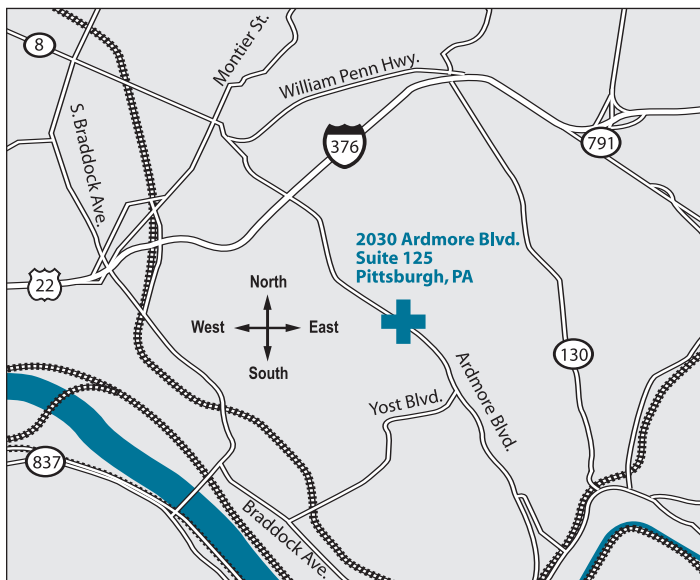 8
Montier St.
William Penn Hwy.
S. Braddock Ave.
376
791
2030 Ardmore Blvd.
Suite 125
Pittsburgh, PA
22
North
West
East
South
130
Ardmore Blvd.
Yost Blvd.
837
Braddock Ave.